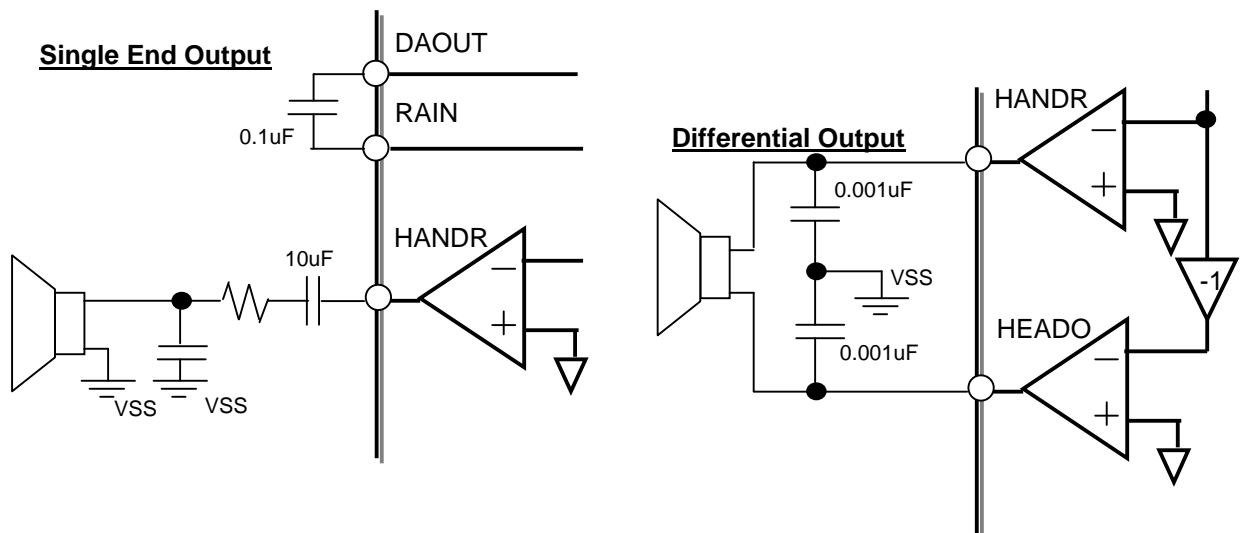 Single End Output
DAOUT
0.1uF
RAIN
HANDR
10uF
−
+
VSS
VSS
Differential Output
HANDR
−
+
0.001uF
VSS
-1
0.001uF
HEADO
−
+